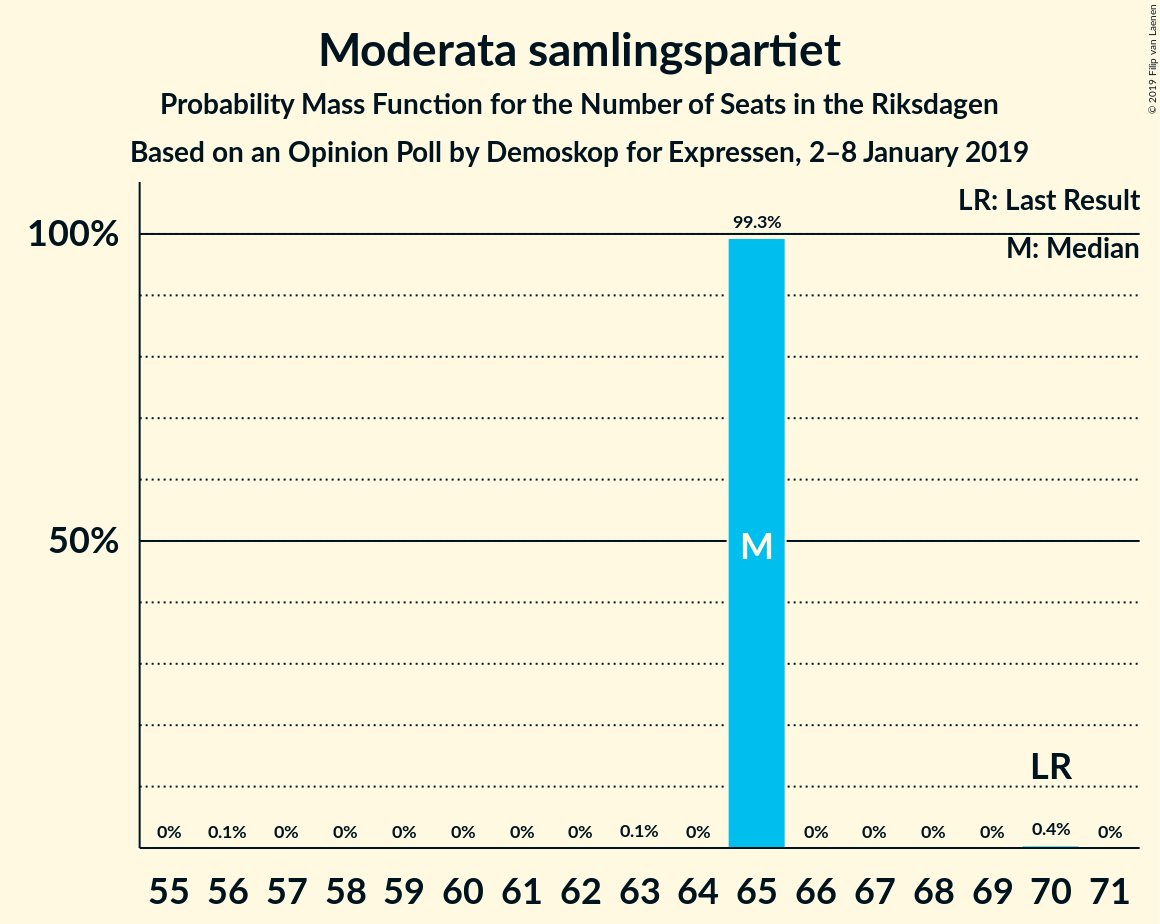 Moderata samlingspartiet
Probability Mass Function for the Number of Seats in the Riksdagen
Based on an Opinion Poll by Demoskop for Expressen, 2–8 January 2019
© 2019 Filip van Laenen
LR: Last Result
M: Median
100%
50%
99.3%
M
LR
0% 0.1% 0% 0% 0% 0% 0% 0% 0.1% 0% 0% 0% 0% 0% 0.4% 0%
55 56 57 58 59 60 61 62 63 64 65 66 67 68 69 70 71